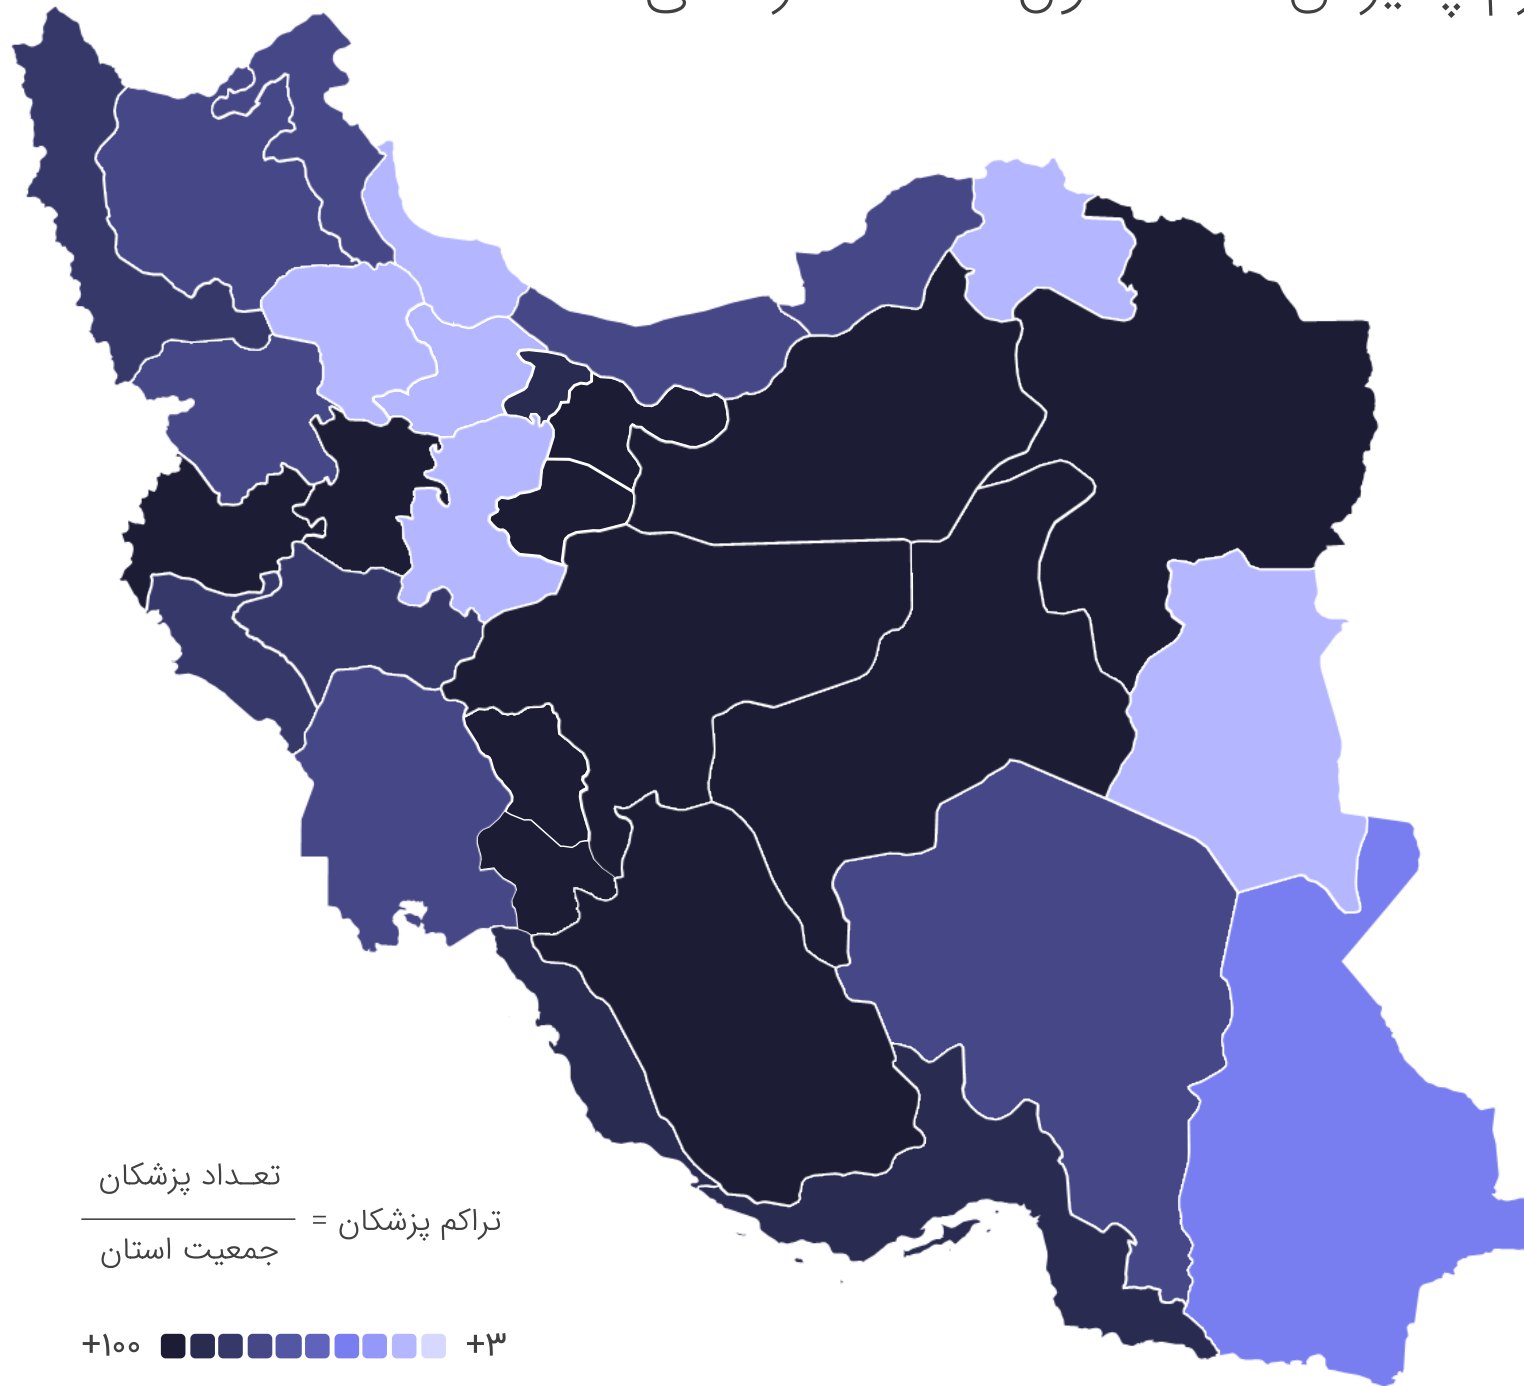 تعـداد پزشکان
تراکم پزشکان =
جمعیت استان
+۱۰۰
+۳